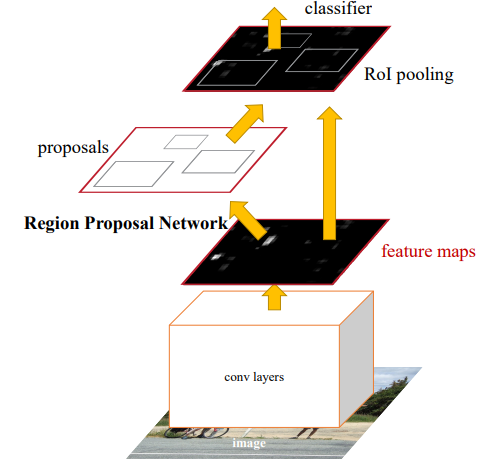 classifier
RoI pooling
proposals
Region Proposal Network
feature maps
conv layers
image